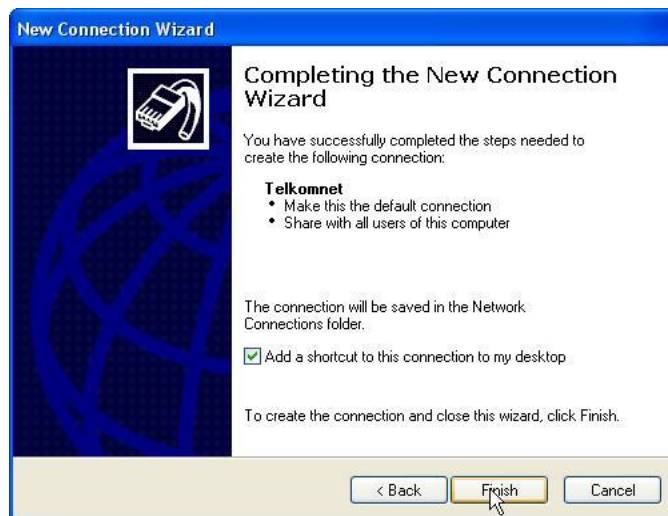 New Connection Wizard
Completing the New Connection
Wizard
You have successfully completed the steps needed to
create the following connection:
Telkomnet
• Make this the default connection
• Share with all users of this computer
The connection will be saved in the Network
Connections folder.
Add a shortcut to this connection to my desktop
To create the connection and close this wizard, click Finish.
< Back
Finish
Cancel